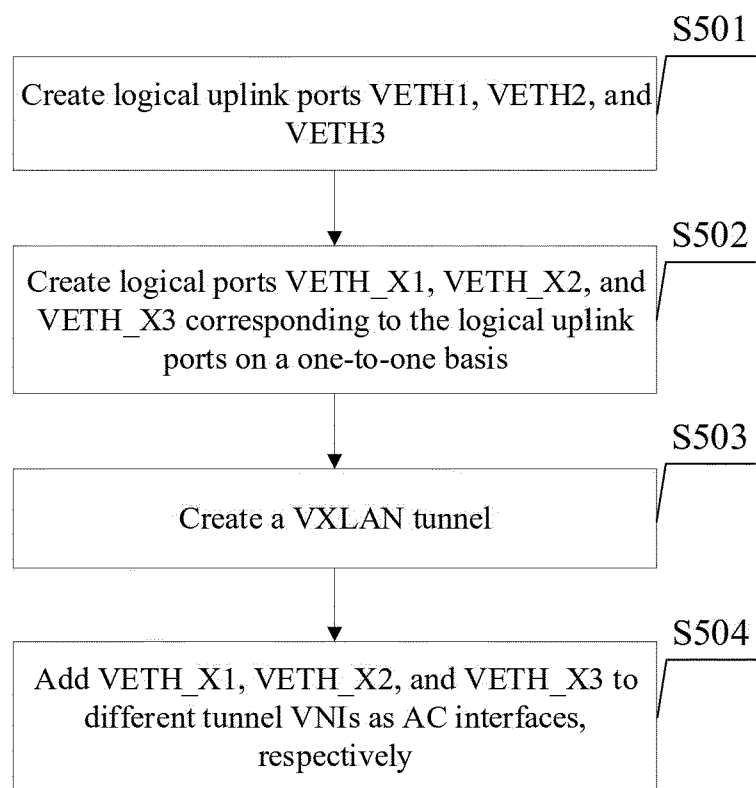 S501
Create logical uplink ports VETH1, VETH2, and
VETH3
S502
Create logical ports VETH_X1, VETH_X2, and
VETH_X3 corresponding to the logical uplink
ports on a one-to-one basis
S503
Create a VXLAN tunnel
S504
Add VETH_X1, VETH_X2, and VETH_X3 to
different tunnel VNIs as AC interfaces,
respectively